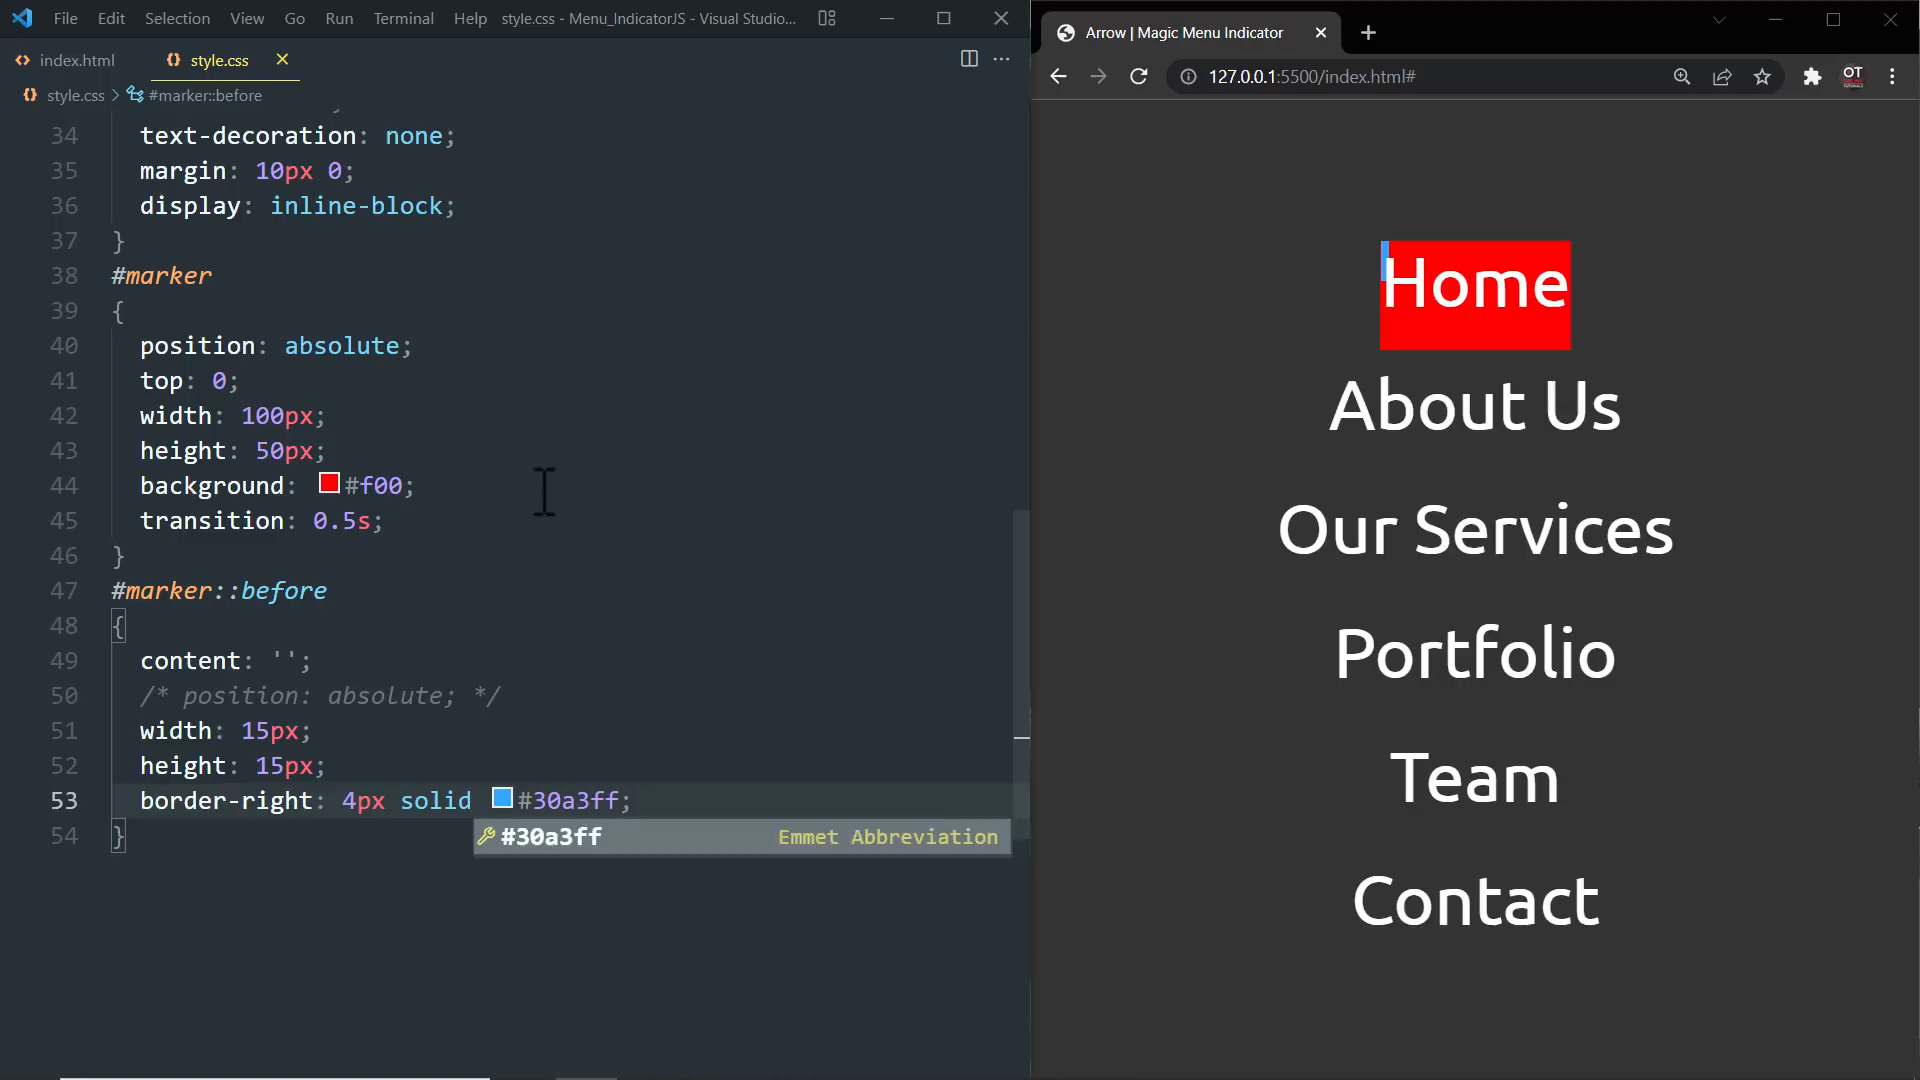 File Edit Selection View Go Run Terminal Help style.css - Menu_IndicatorJS - Visual Studio...
index.html style.css
style.css > #marker::before
34 text-decoration: none;
35 margin: 10px 0;
36 display: inline-block;
37 }
38 #marker
39 {
40 position: absolute;
41 top: 0;
42 width: 100px;
43 height: 50px;
44 background: #f00;
45 transition: 0.5s;
46 }
47 #marker::before
48 {
49 content: '';
50 /* position: absolute; */
51 width: 15px;
52 height: 15px;
53 border-right: 4px solid #30a3ff;
54 }
#30a3ff Emmet Abbreviation
Arrow | Magic Menu Indicator
127.0.0.1:5500/index.html#
OT
Home
About Us
Our Services
Portfolio
Team
Contact